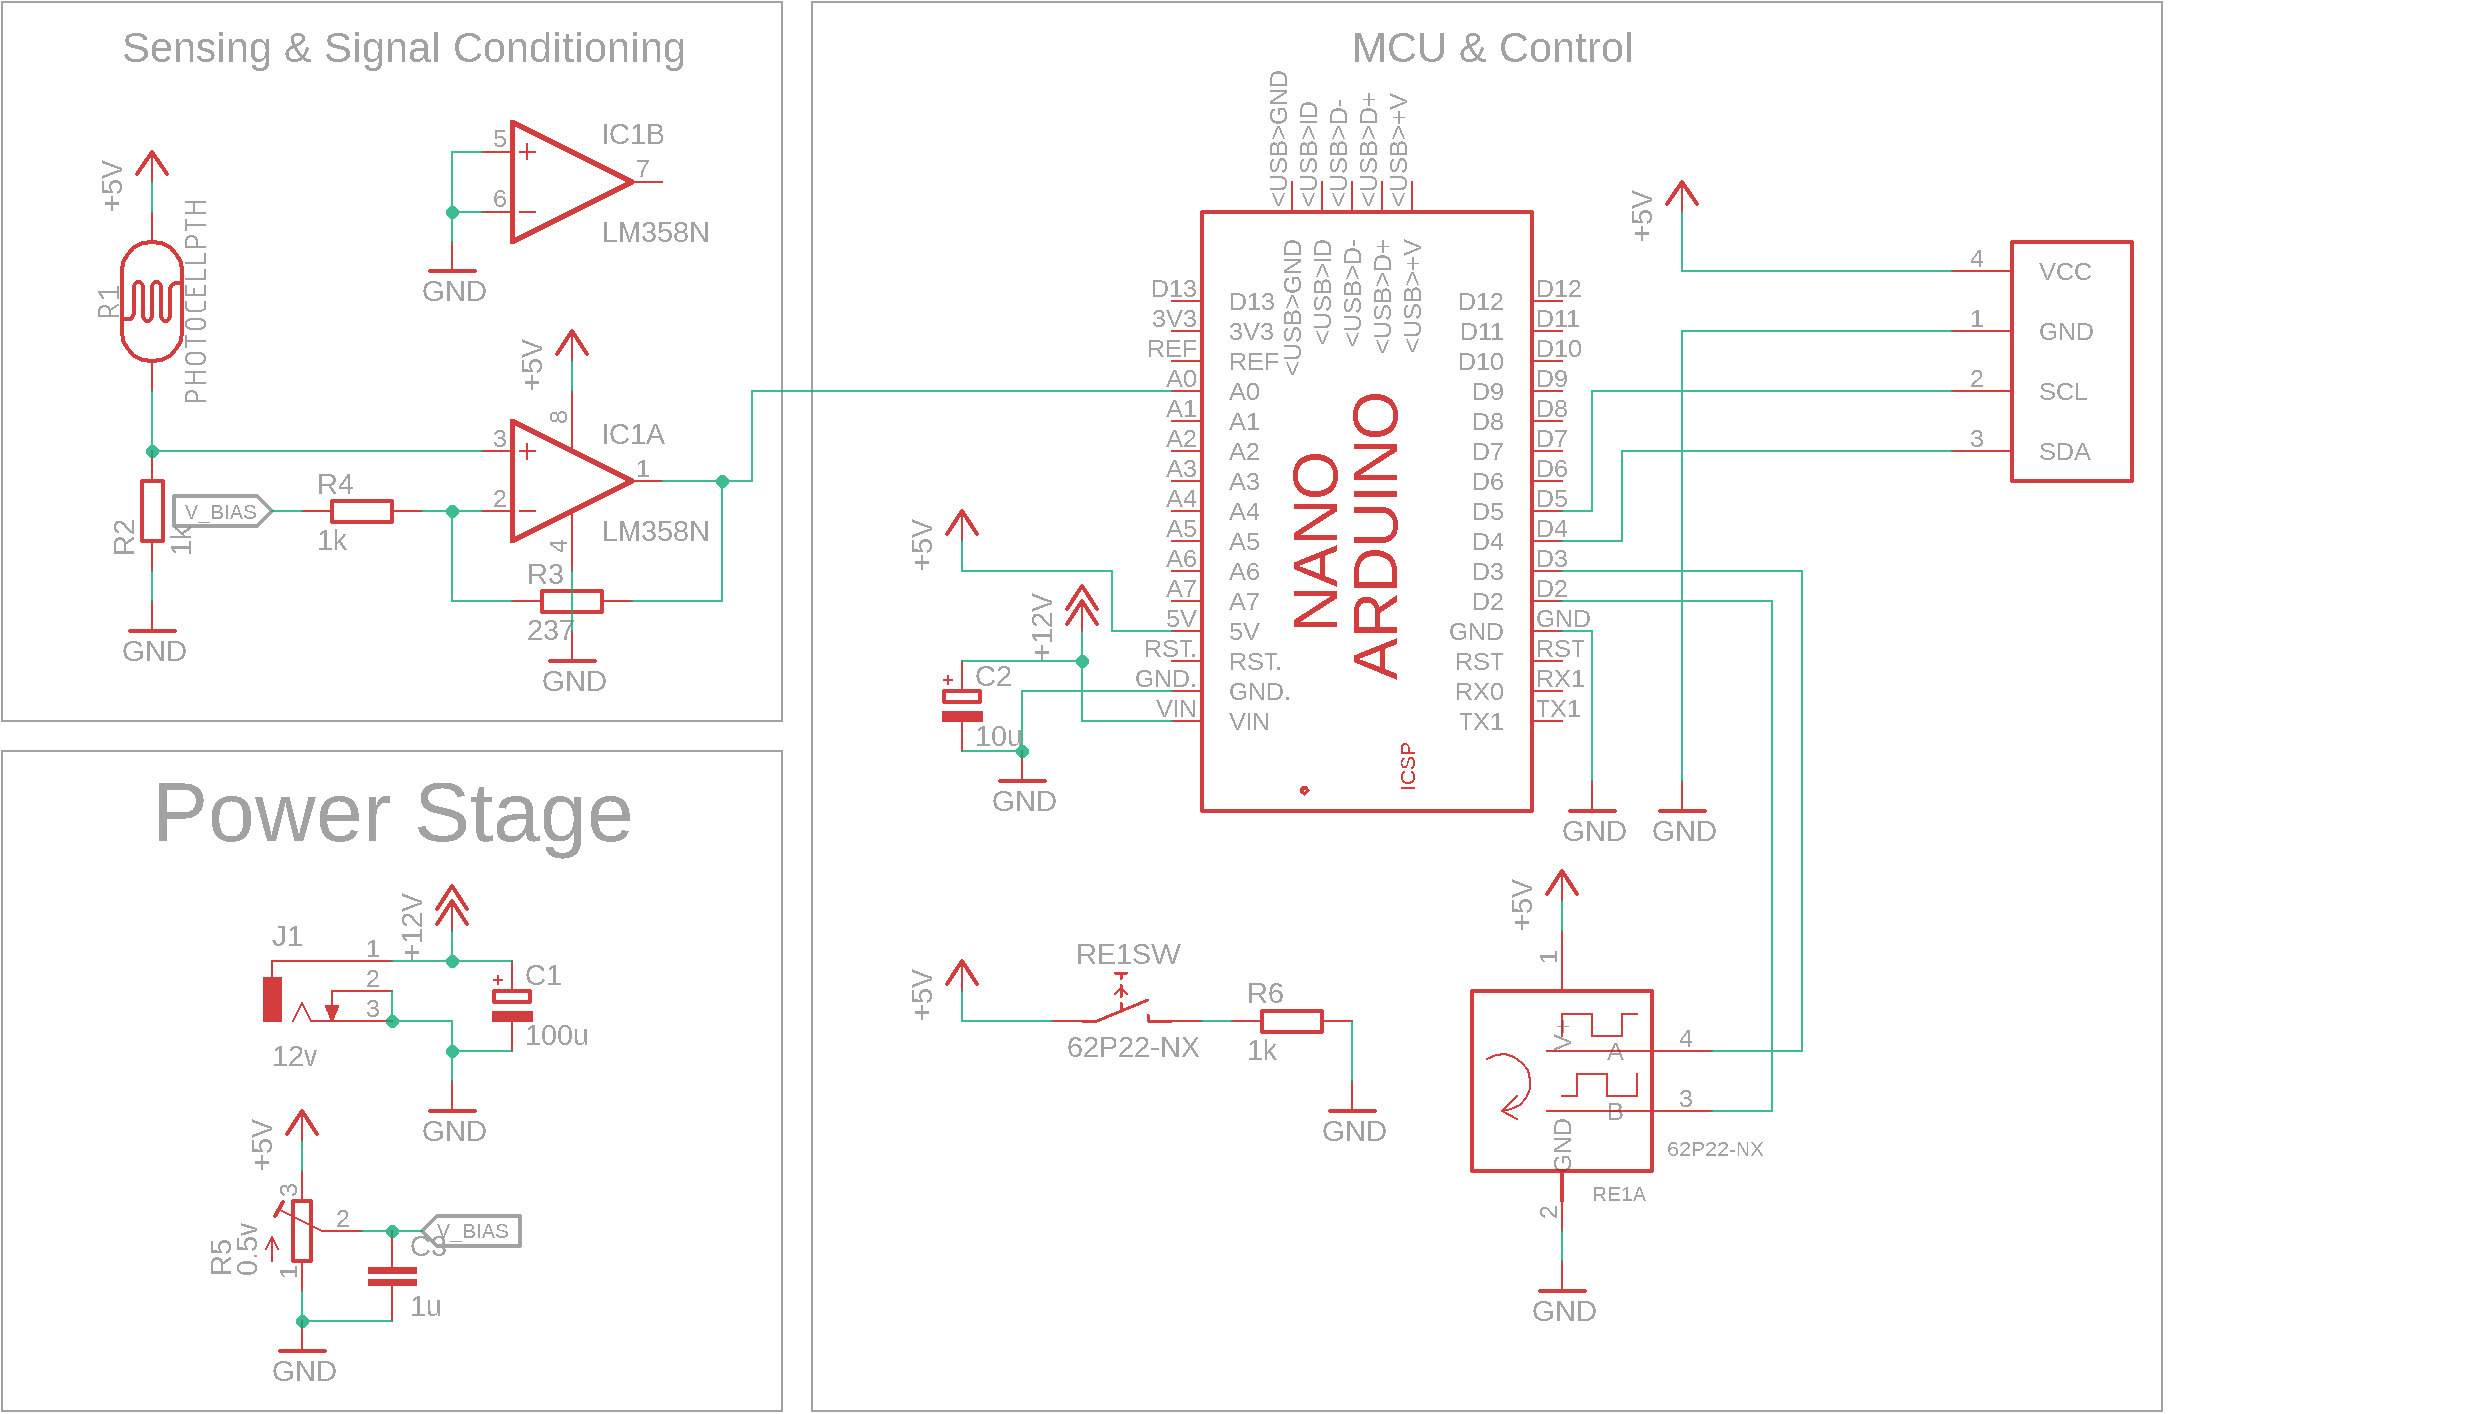 Sensing & Signal Conditioning
+5V
R1
PHOTOCELLPTH
5
6
7
IC1B
LM358N
GND
+5V
8
3
2
1
4
IC1A
LM358N
R2
1k
V_BIAS
R4
1k
R3
237
GND
GND
Power Stage
J1
1
2
3
12v
+12V
C1
100u
GND
+5V
3
2
1
R5
0.5v
V_BIAS
C3
1u
GND
MCU & Control
<USB>GND
<USB>ID
<USB>D-
<USB>D+
<USB>+V
<USB>GND
<USB>ID
<USB>D-
<USB>D+
<USB>+V
D13 D13 D12 D12
3V3 3V3 D11 D11
REF REF D10 D10
A0 A0 D9 D9
A1 A1 D8 D8
A2 A2 D7 D7
A3 A3 D6 D6
A4 A4 D5 D5
A5 A5 D4 D4
A6 A6 D3 D3
A7 A7 D2 D2
5V 5V GND GND
RST. RST. RST RST
GND. GND. RX0 RX1
VIN VIN TX1 TX1
NANO
ARDUINO
ICSP
+5V
+12V
C2
10u
GND
+5V
4 VCC
1 GND
2 SCL
3 SDA
GND
GND
+5V
RE1SW
62P22-NX
R6
1k
GND
+5V
1
V+
A
4
B
3
GND
62P22-NX
RE1A
2
GND